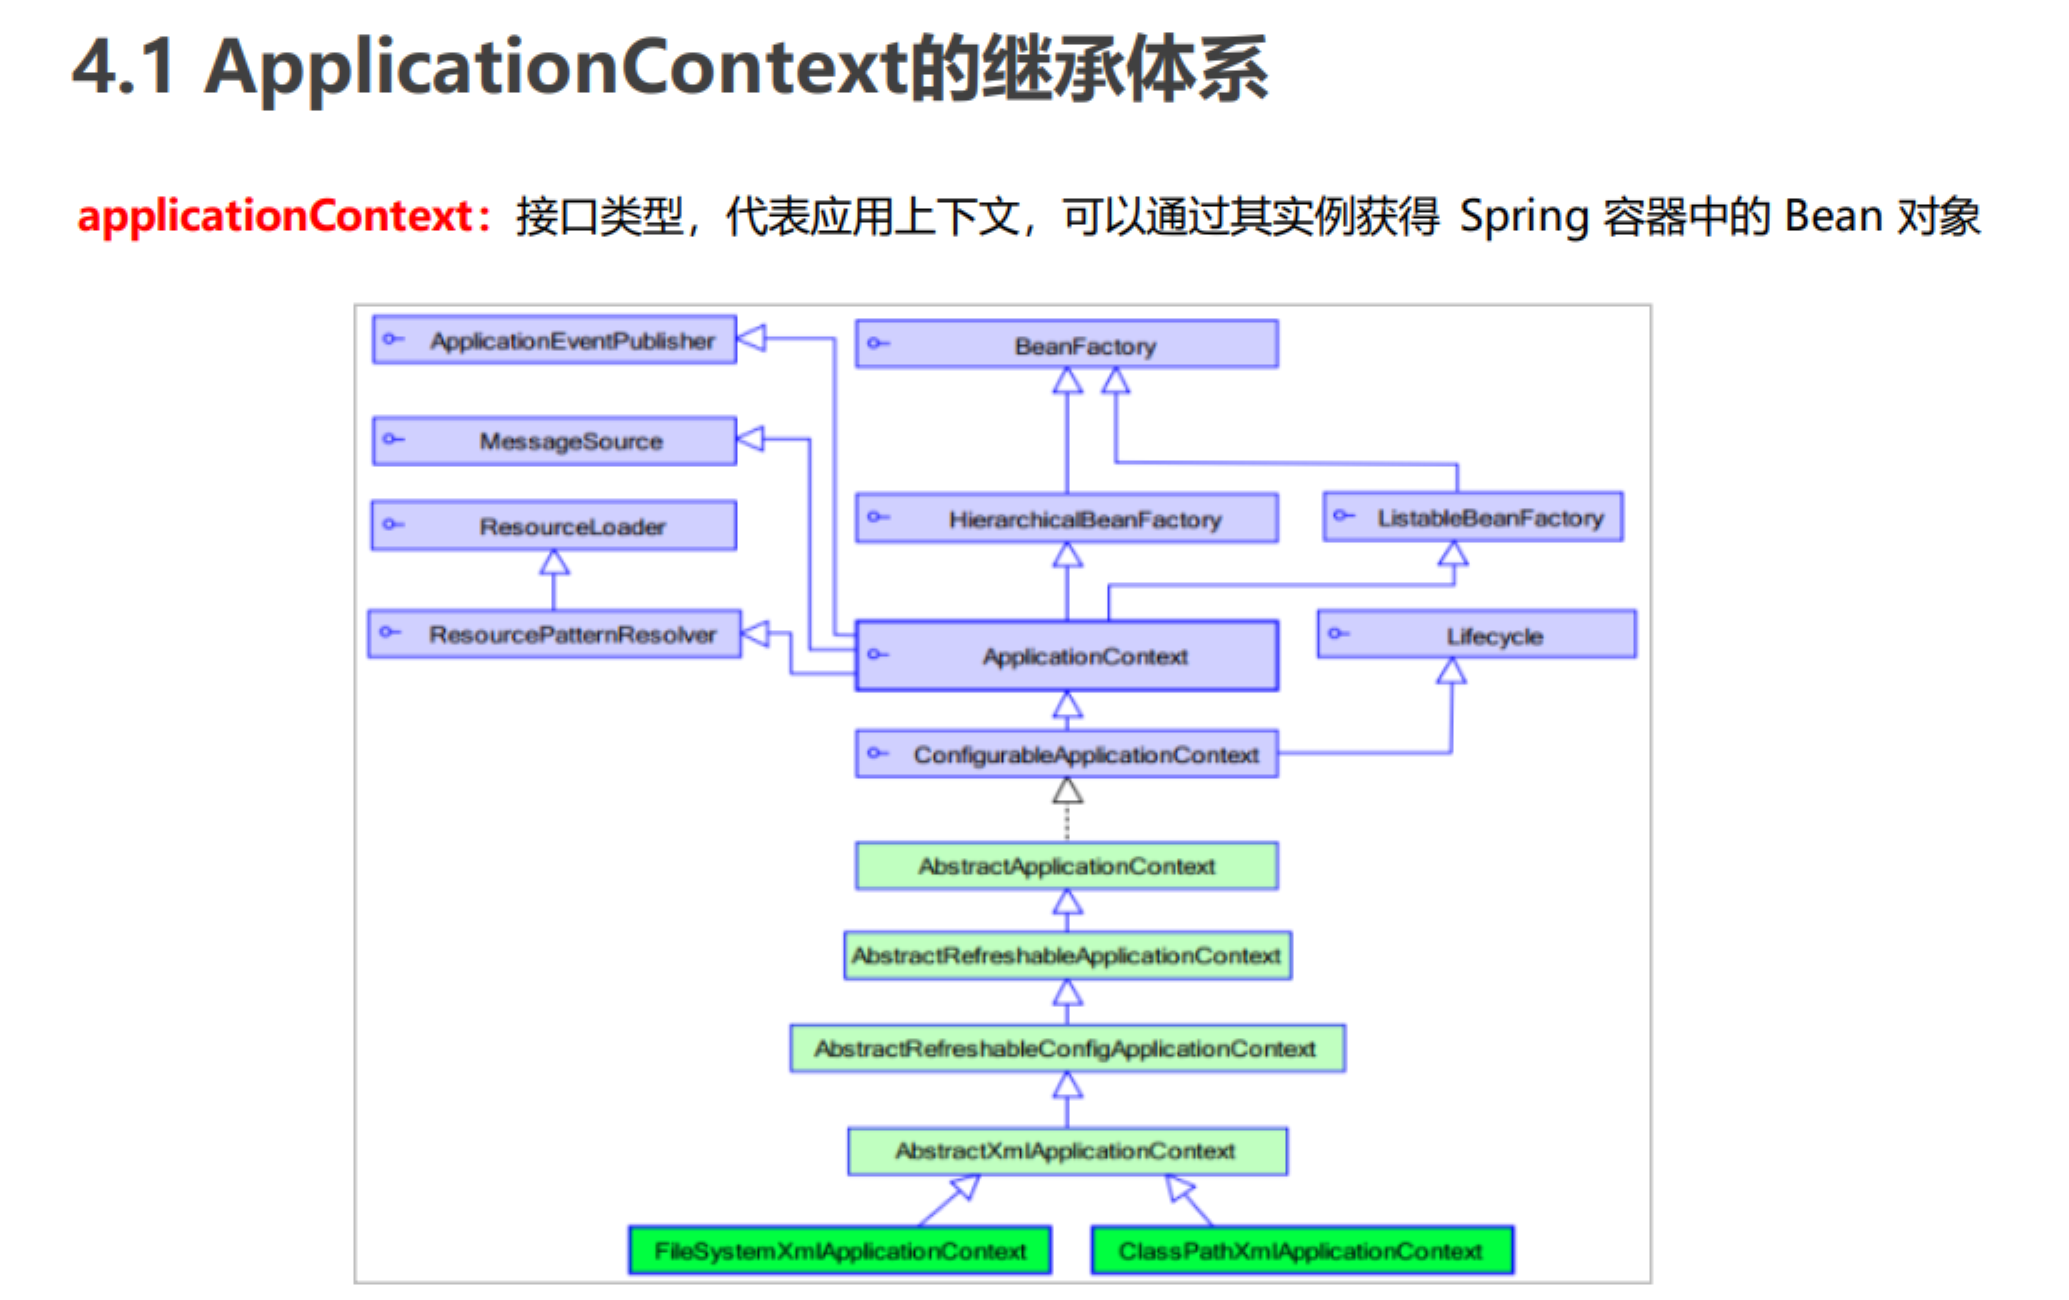 4.1 ApplicationContext的继承体系
applicationContext：接口类型，代表应用上下文，可以通过其实例获得 Spring 容器中的 Bean 对象
ApplicationEventPublisher
BeanFactory
MessageSource
ResourceLoader
HierarchicalBeanFactory
ListableBeanFactory
ResourcePatternResolver
ApplicationContext
Lifecycle
ConfigurableApplicationContext
AbstractApplicationContext
AbstractRefreshableApplicationContext
AbstractRefreshableConfigApplicationContext
AbstractXmlApplicationContext
FileSystemXmlApplicationContext
ClassPathXmlApplicationContext